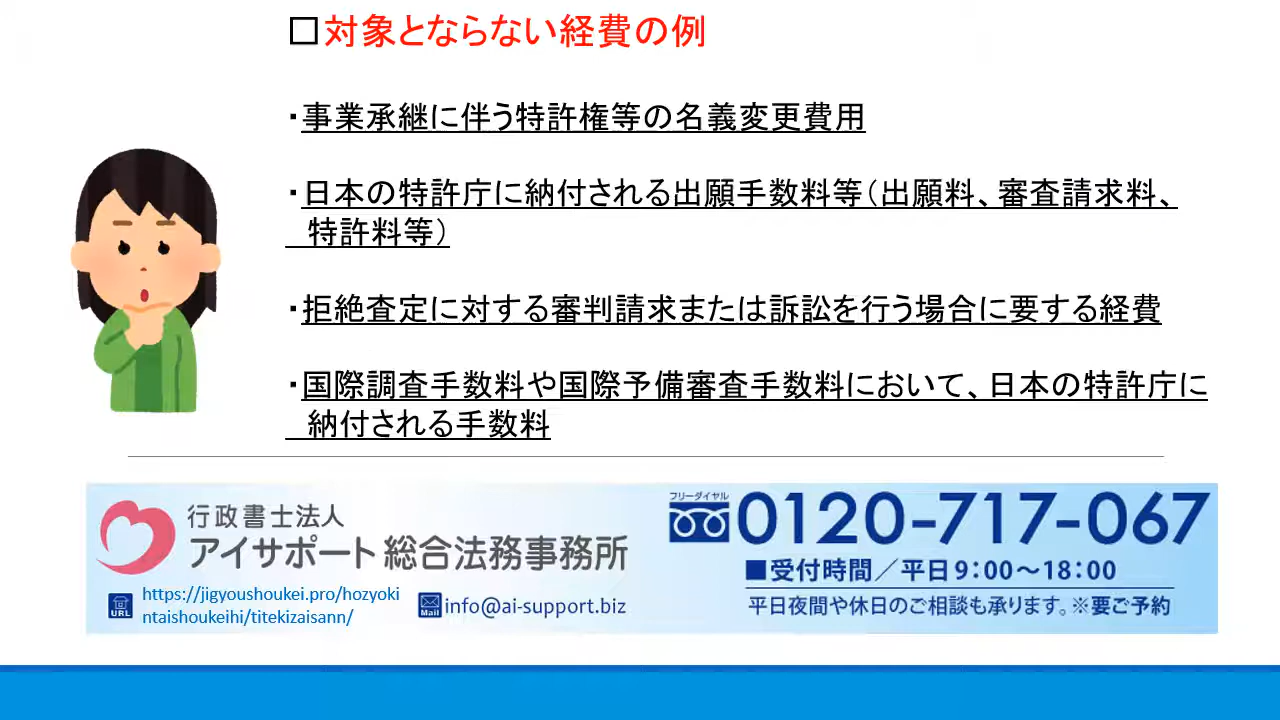 □対象とならない経費の例
・事業承継に伴う特許権等の名義変更費用
・日本の特許庁に納付される出願手数料等（出願料、審査請求料、
特許料等）
・拒絶査定に対する審判請求または訴訟を行う場合に要する経費
・国際調査手数料や国際予備審査手数料において、日本の特許庁に
納付される手数料
行政書士法人
アイサポート 総合法務事務所
URL
https://jigyoushoukei.pro/hozyoki
ntaishoukeihi/titekizaisann/
Mail
info@ai-support.biz
フリーダイヤル
0120-717-067
■受付時間／平日9：00〜18：00
平日夜間や休日のご相談も承ります。※要ご予約